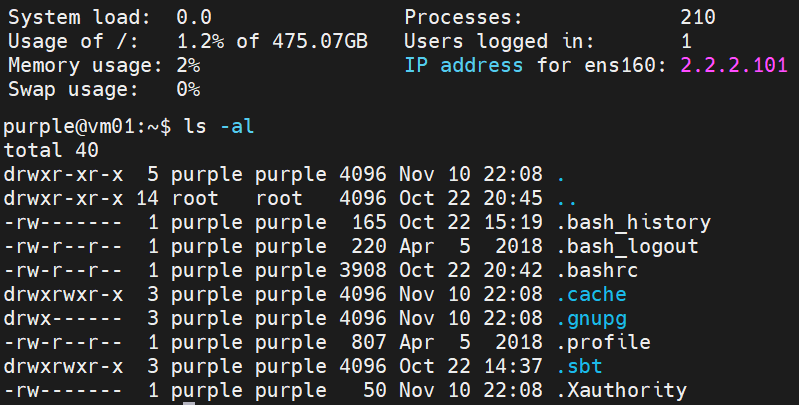 System load:  0.0                Processes:             210
Usage of /:   1.2% of 475.07GB   Users logged in:       1
Memory usage: 2%                 IP address for ens160: 2.2.2.101
Swap usage:   0%
purple@vm01:~$ ls -al
total 40
drwxr-xr-x  5 purple purple 4096 Nov 10 22:08 .
drwxr-xr-x 14 root   root   4096 Oct 22 20:45 ..
-rw-------  1 purple purple  165 Oct 22 15:19 .bash_history
-rw-r--r--  1 purple purple  220 Apr  5  2018 .bash_logout
-rw-r--r--  1 purple purple 3908 Oct 22 20:42 .bashrc
drwxrwxr-x  3 purple purple 4096 Nov 10 22:08 .cache
drwx------  3 purple purple 4096 Nov 10 22:08 .gnupg
-rw-r--r--  1 purple purple  807 Apr  5  2018 .profile
drwxrwxr-x  3 purple purple 4096 Oct 22 14:37 .sbt
-rw-------  1 purple purple   50 Nov 10 22:08 .Xauthority